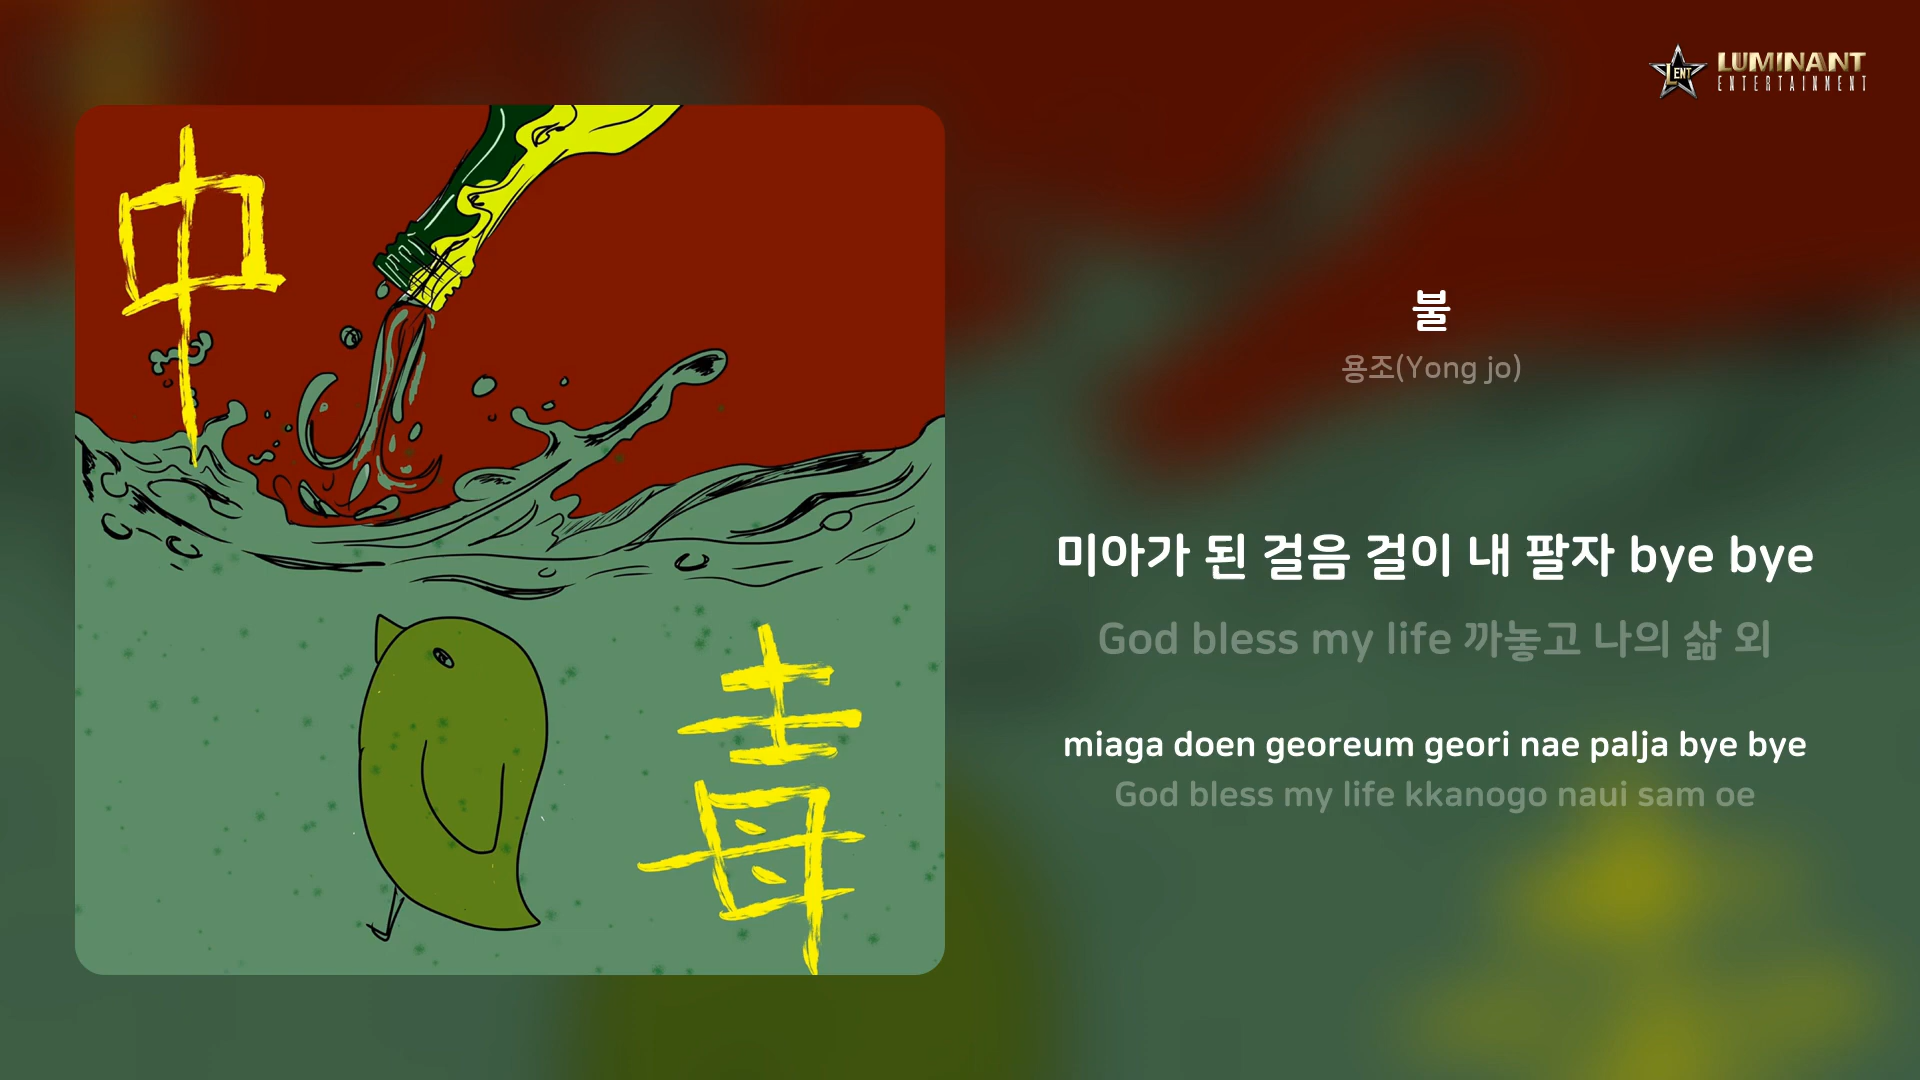 LENT
LUMINANT
ENTERTAINMENT
中
毒
불
용조(Yong jo)
미아가 된 걸음 걸이 내 팔자 bye bye
God bless my life 까놓고 나의 삶 외
miaga doen georeum geori nae palja bye bye
God bless my life kkanogo naui sam oe